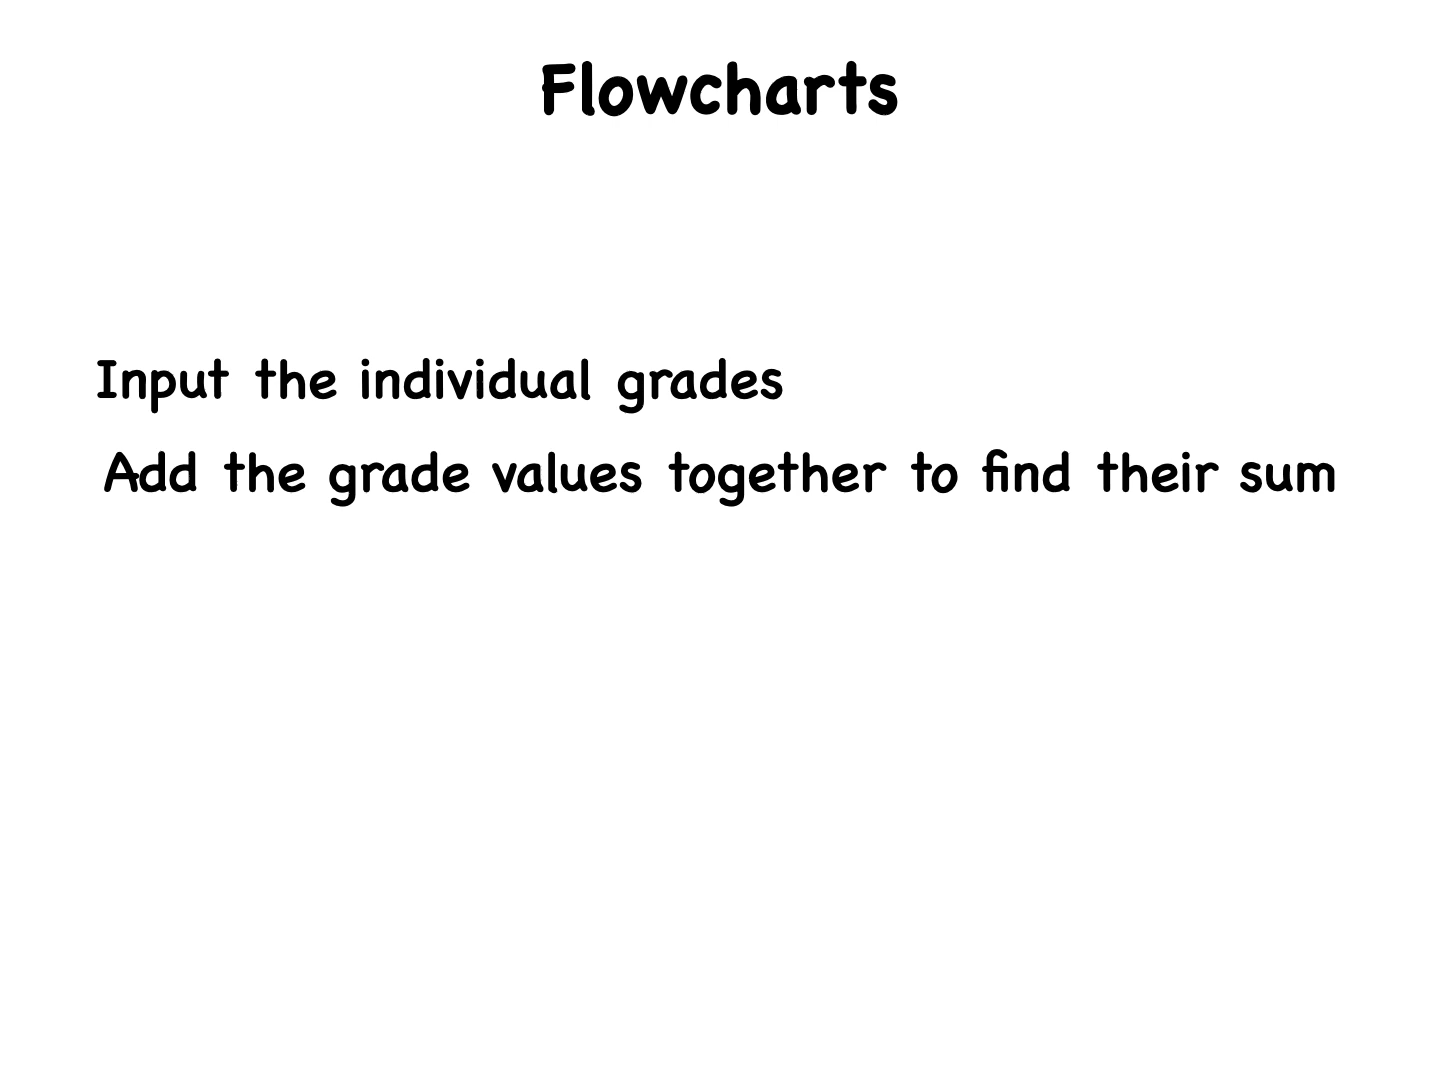 Flowcharts
Input the individual grades
Add the grade values together to find their sum